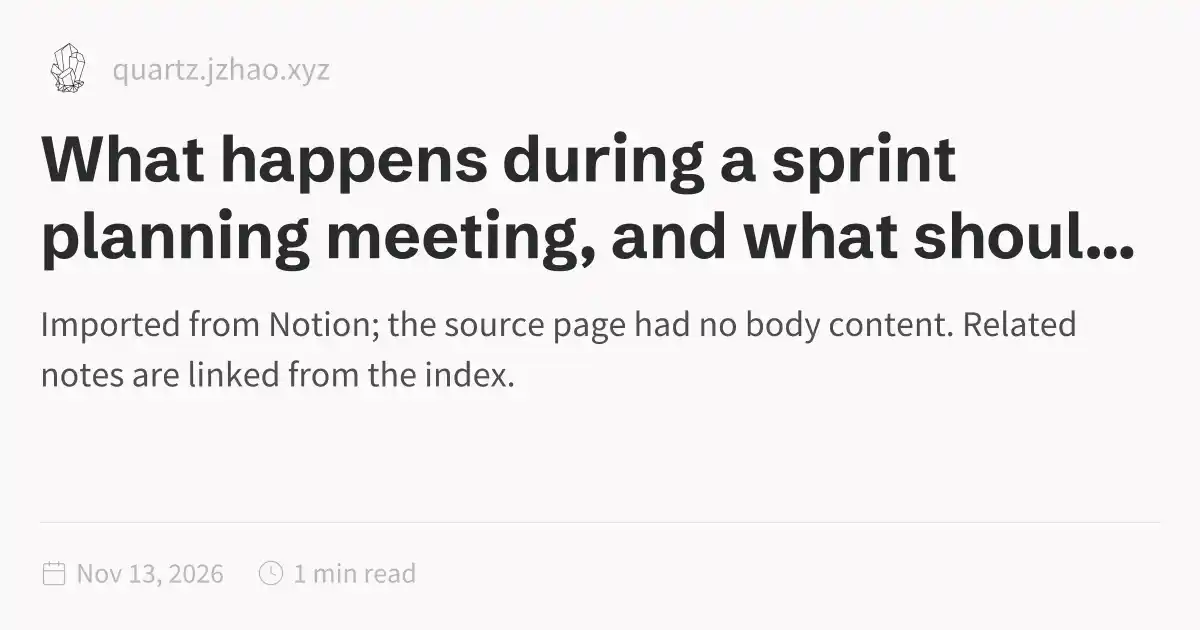 quartz.jzhao.xyz
What happens during a sprint
planning meeting, and what shoul...
Imported from Notion; the source page had no body content. Related
notes are linked from the index.
Nov 13, 2026 1 min read